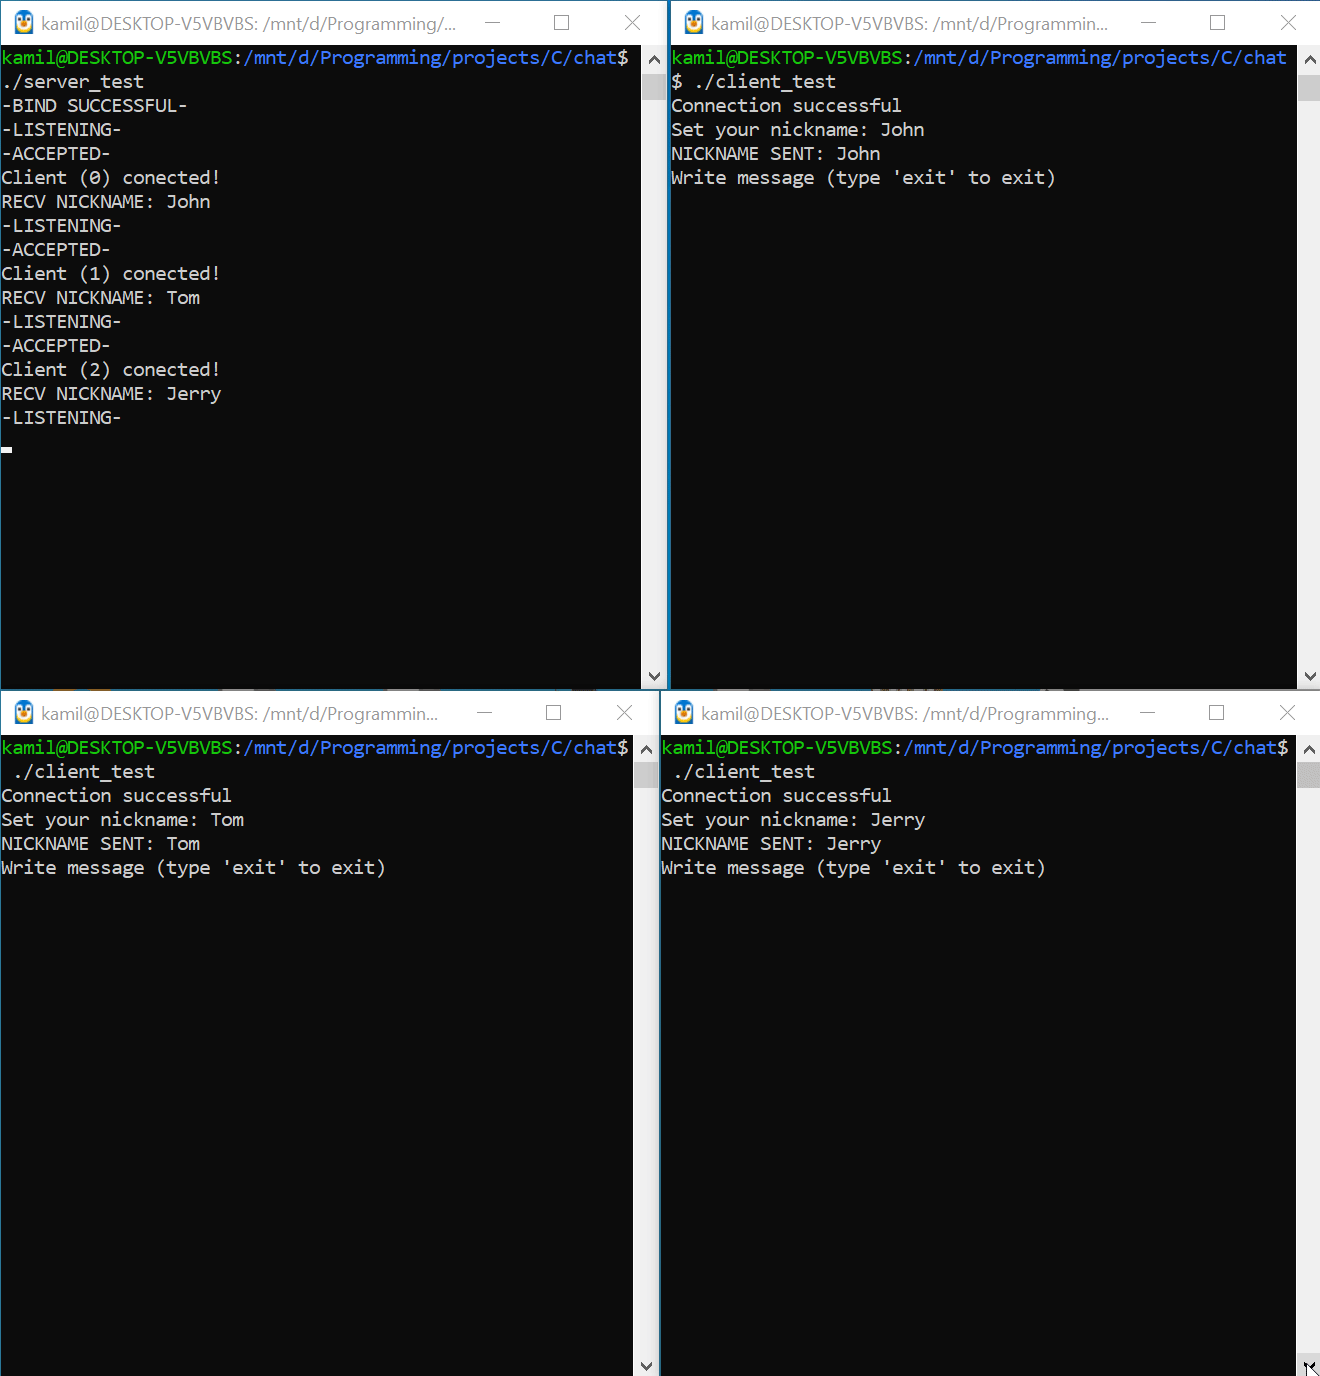 kamil@DESKTOP-V5VBVBS: /mnt/d/Programming/...
kamil@DESKTOP-V5VBVBS:/mnt/d/Programming/projects/C/chat$
./server_test
-BIND SUCCESSFUL-
-LISTENING-
-ACCEPTED-
Client (0) conected!
RECV NICKNAME: John
-LISTENING-
-ACCEPTED-
Client (1) conected!
RECV NICKNAME: Tom
-LISTENING-
-ACCEPTED-
Client (2) conected!
RECV NICKNAME: Jerry
-LISTENING-
kamil@DESKTOP-V5VBVBS: /mnt/d/Programmin...
kamil@DESKTOP-V5VBVBS:/mnt/d/Programming/projects/C/chat
$ ./client_test
Connection successful
Set your nickname: John
NICKNAME SENT: John
Write message (type 'exit' to exit)
kamil@DESKTOP-V5VBVBS: /mnt/d/Programmin...
kamil@DESKTOP-V5VBVBS:/mnt/d/Programming/projects/C/chat$
./client_test
Connection successful
Set your nickname: Tom
NICKNAME SENT: Tom
Write message (type 'exit' to exit)
kamil@DESKTOP-V5VBVBS: /mnt/d/Programming...
kamil@DESKTOP-V5VBVBS:/mnt/d/Programming/projects/C/chat$
./client_test
Connection successful
Set your nickname: Jerry
NICKNAME SENT: Jerry
Write message (type 'exit' to exit)